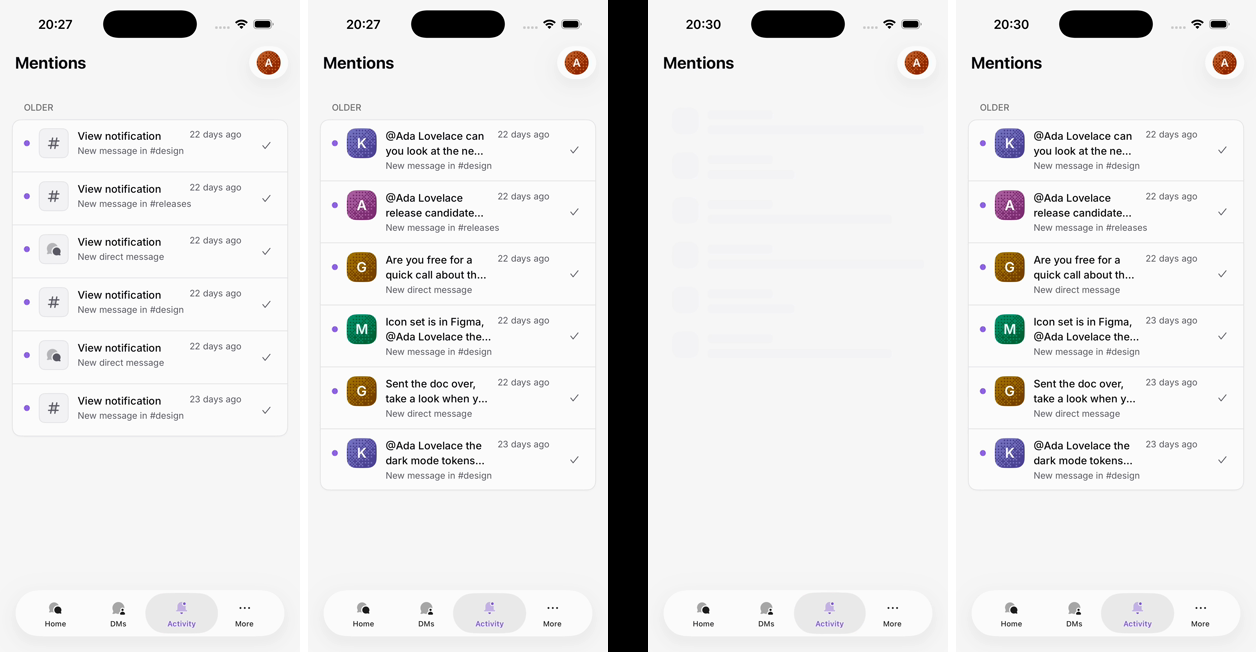 20:27
Mentions
A
OLDER
View notification
22 days ago
New message in #design
View notification
22 days ago
New message in #releases
View notification
22 days ago
New direct message
View notification
22 days ago
New message in #design
View notification
22 days ago
New direct message
View notification
23 days ago
New message in #design
Home
DMs
Activity
More
20:27
Mentions
A
OLDER
K
@Ada Lovelace can
22 days ago
you look at the ne...
New message in #design
A
@Ada Lovelace
22 days ago
release candidate...
New message in #releases
G
Are you free for a
22 days ago
quick call about th...
New direct message
M
Icon set is in Figma,
22 days ago
@Ada Lovelace the...
New message in #design
G
Sent the doc over,
22 days ago
take a look when y...
New direct message
K
@Ada Lovelace the
23 days ago
dark mode tokens...
New message in #design
Home
DMs
Activity
More
20:30
Mentions
A
Home
DMs
Activity
More
20:30
Mentions
A
OLDER
K
@Ada Lovelace can
22 days ago
you look at the ne...
New message in #design
A
@Ada Lovelace
22 days ago
release candidate...
New message in #releases
G
Are you free for a
22 days ago
quick call about th...
New direct message
M
Icon set is in Figma,
23 days ago
@Ada Lovelace the...
New message in #design
G
Sent the doc over,
23 days ago
take a look when y...
New direct message
K
@Ada Lovelace the
23 days ago
dark mode tokens...
New message in #design
Home
DMs
Activity
More